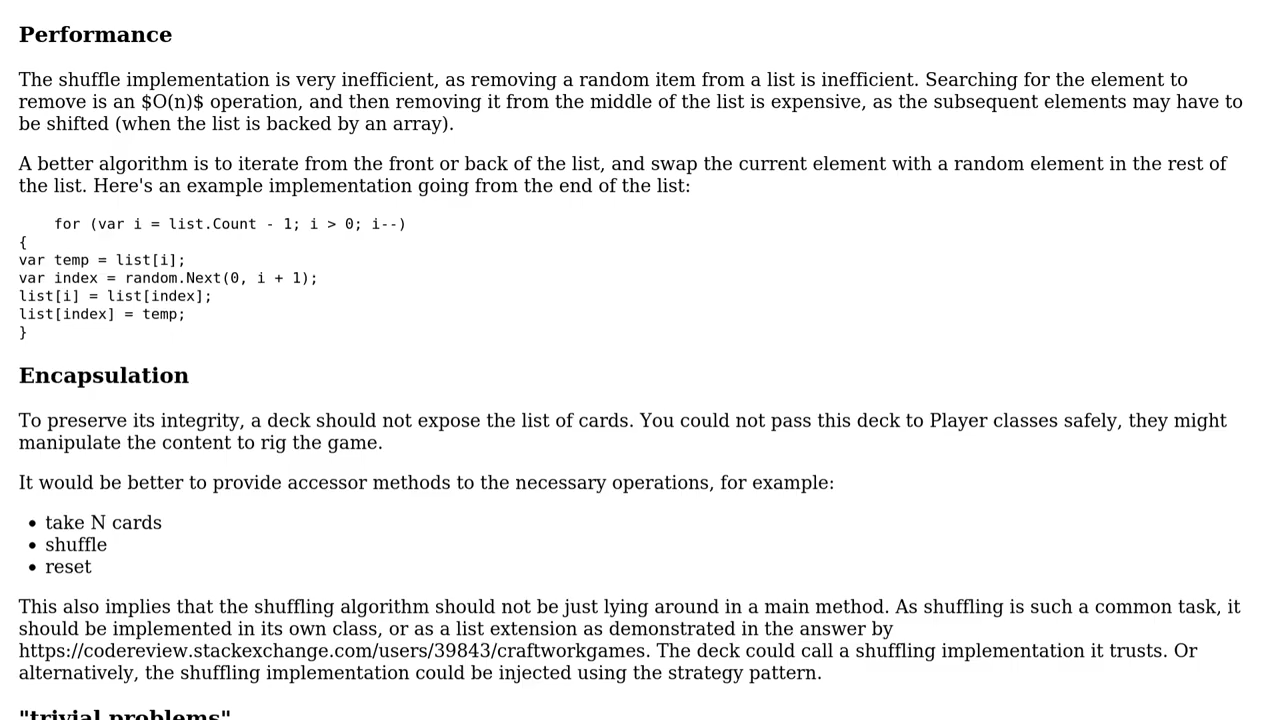 Performance
The shuffle implementation is very inefficient, as removing a random item from a list is inefficient. Searching for the element to
remove is an $O(n)$ operation, and then removing it from the middle of the list is expensive, as the subsequent elements may have to
be shifted (when the list is backed by an array).
A better algorithm is to iterate from the front or back of the list, and swap the current element with a random element in the rest of
the list. Here's an example implementation going from the end of the list:
for (var i = list.Count - 1; i > 0; i--)
{
var temp = list[i];
var index = random.Next(0, i + 1);
list[i] = list[index];
list[index] = temp;
}
Encapsulation
To preserve its integrity, a deck should not expose the list of cards. You could not pass this deck to Player classes safely, they might
manipulate the content to rig the game.
It would be better to provide accessor methods to the necessary operations, for example:
• take N cards
• shuffle
• reset
This also implies that the shuffling algorithm should not be just lying around in a main method. As shuffling is such a common task, it
should be implemented in its own class, or as a list extension as demonstrated in the answer by
https://codereview.stackexchange.com/users/39843/craftworkgames. The deck could call a shuffling implementation it trusts. Or
alternatively, the shuffling implementation could be injected using the strategy pattern.
"trivial problems"